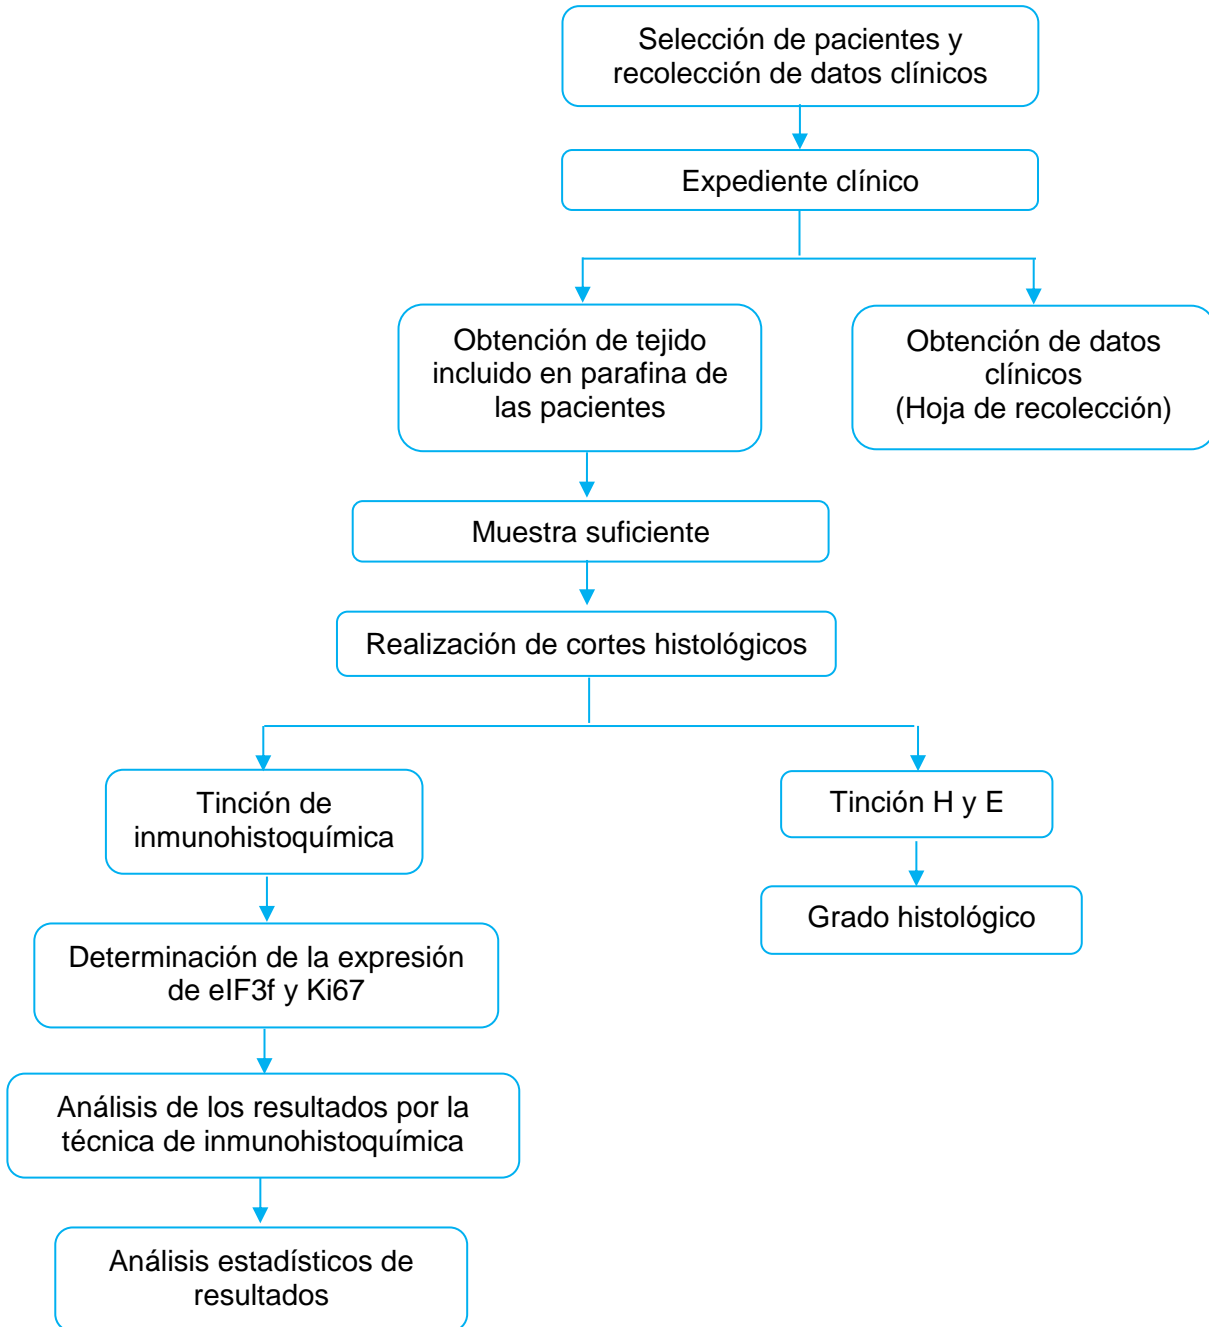 Selección de pacientes y
recolección de datos clínicos
Expediente clínico
Obtención de tejido
incluido en parafina de
las pacientes
Obtención de datos
clínicos
(Hoja de recolección)
Muestra suficiente
Realización de cortes histológicos
Tinción de
inmunohistoquímica
Tinción H y E
Grado histológico
Determinación de la expresión
de eIF3f y Ki67
Análisis de los resultados por la
técnica de inmunohistoquímica
Análisis estadísticos de
resultados